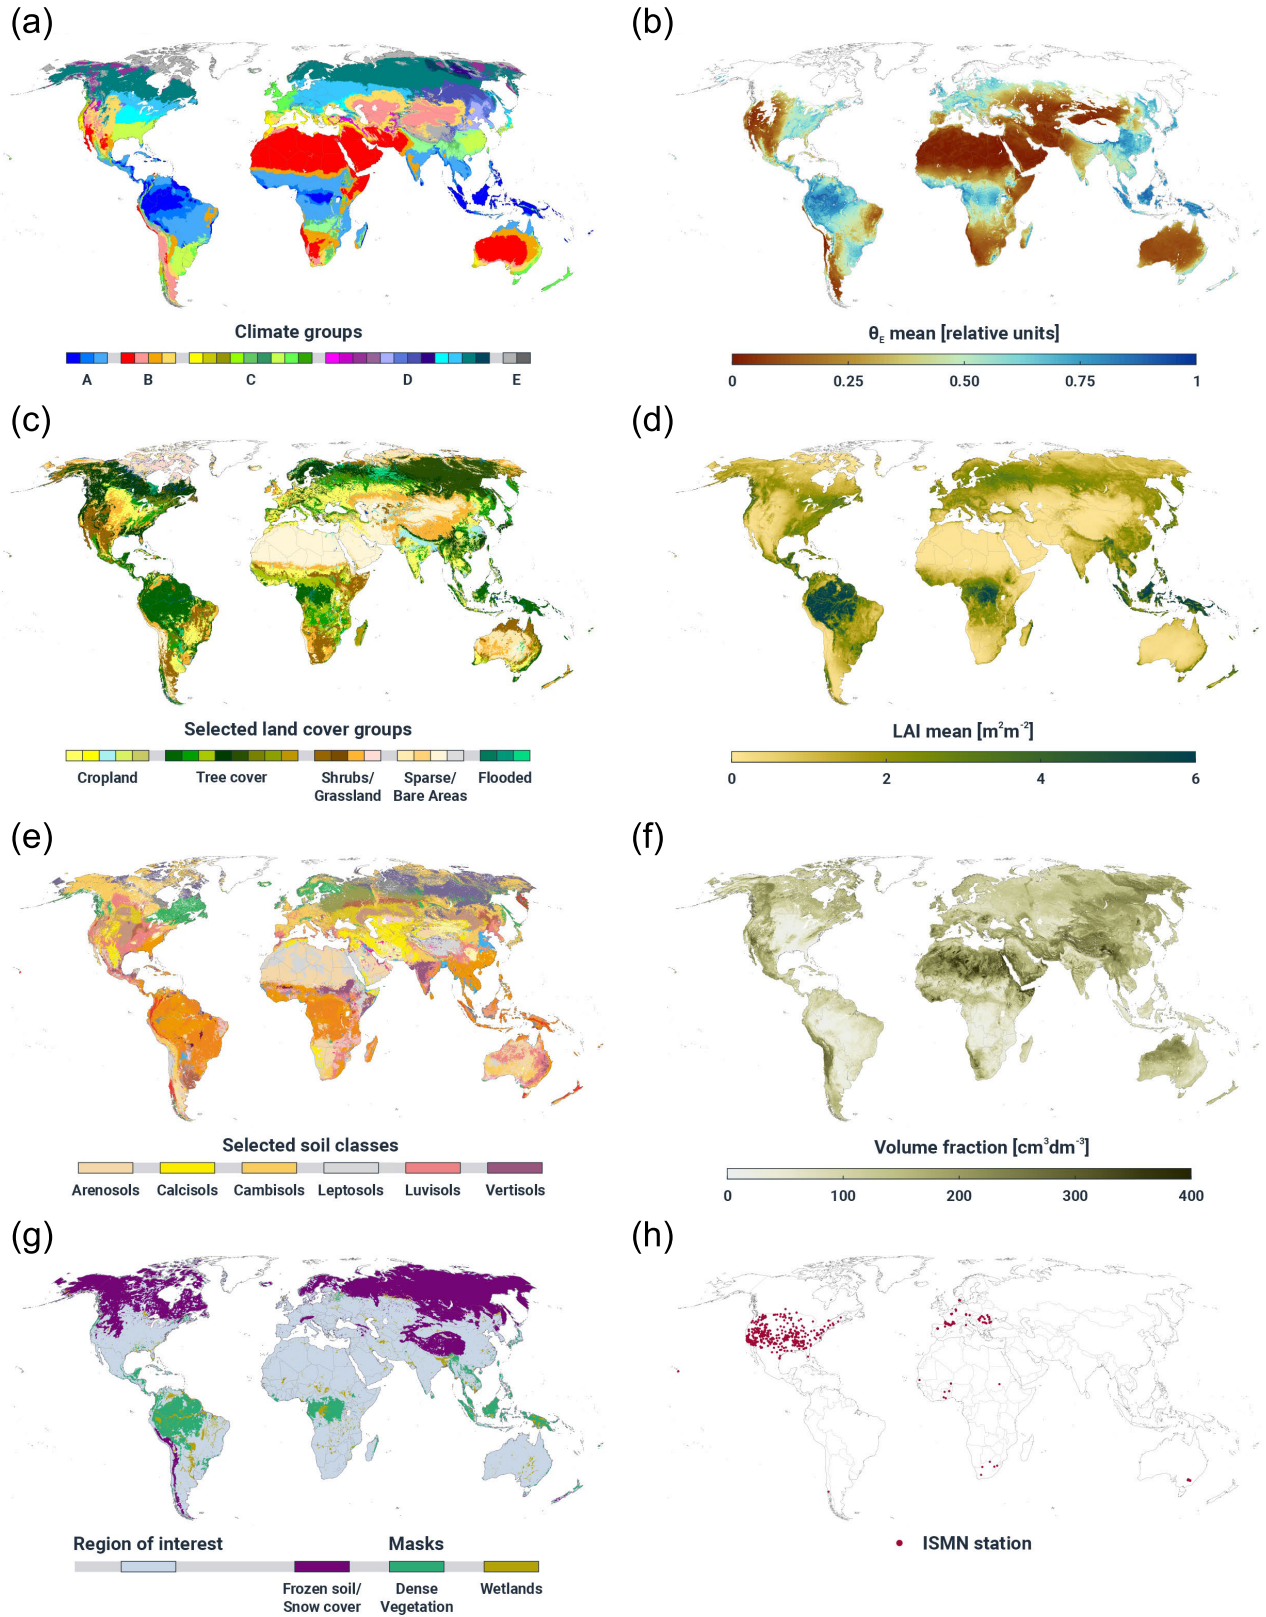 (a)
Climate groups
A B C D E
(b)
θE mean [relative units]
0 0.25 0.50 0.75 1
(c)
Selected land cover groups
Cropland Tree cover Shrubs/ Sparse/ Flooded
Grassland Bare Areas
(d)
LAI mean [m²m⁻²]
0 2 4 6
(e)
Selected soil classes
Arenosols Calcisols Cambisols Leptosols Luvisols Vertisols
(f)
Volume fraction [cm³dm⁻³]
0 100 200 300 400
(g)
Region of interest Masks
Frozen soil/ Dense Wetlands
Snow cover Vegetation
(h)
ISMN station